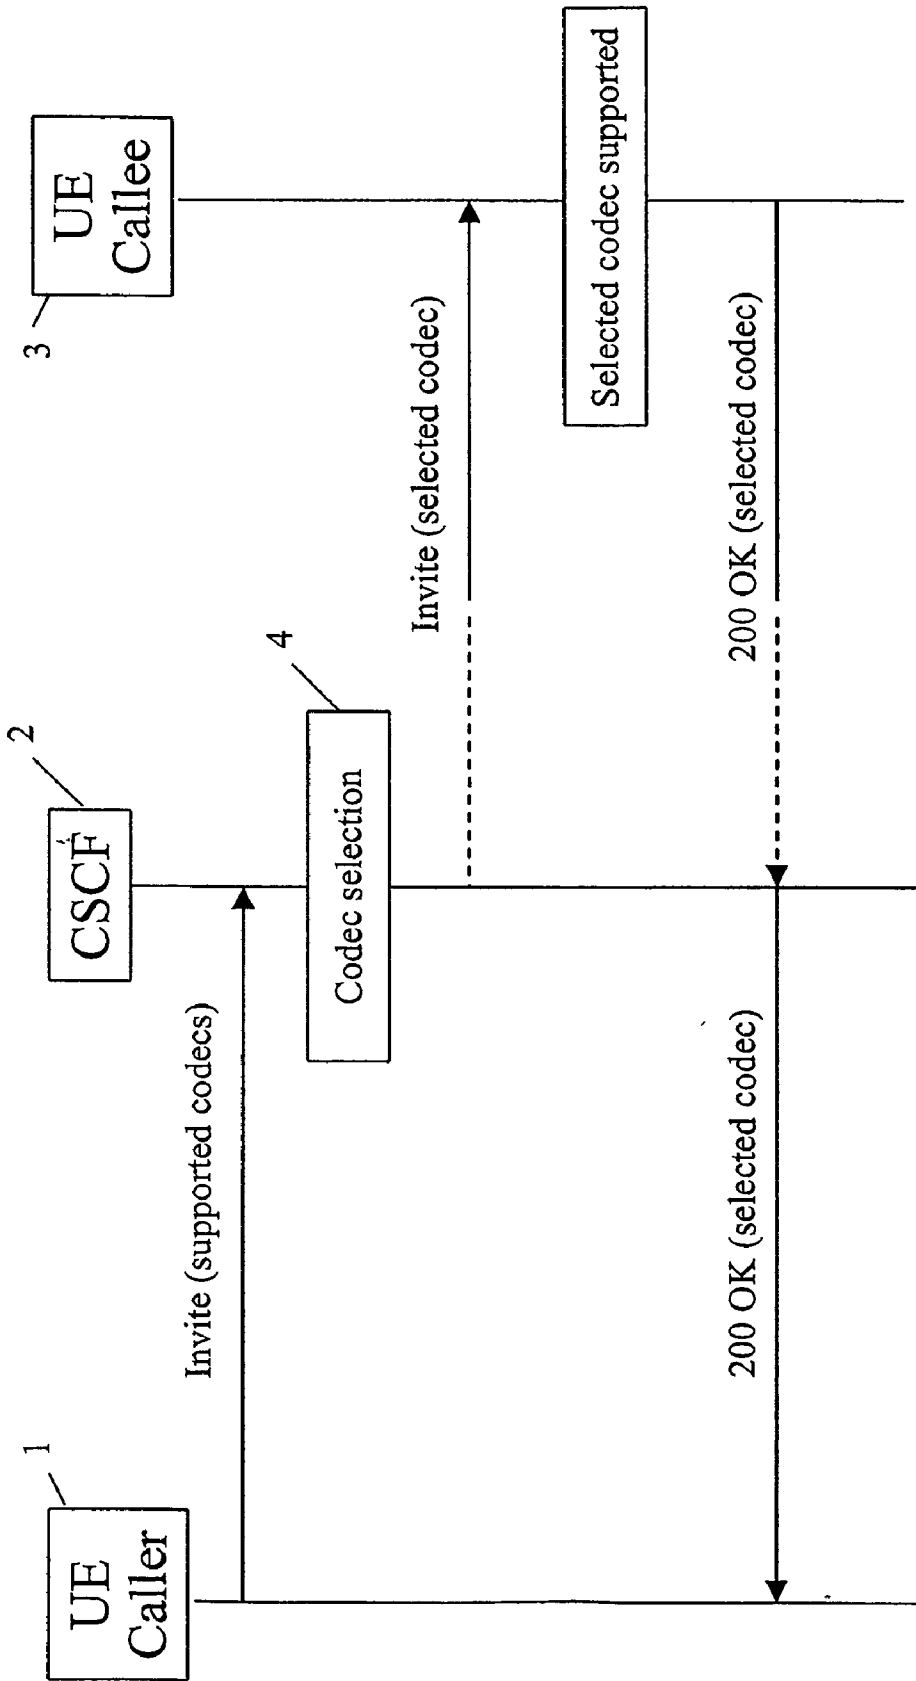 1
UE
Caller
2
CSCF
3
UE
Callee
Invite (supported codecs)
4
Codec selection
Invite (selected codec)
Selected codec supported
200 OK (selected codec)
200 OK (selected codec)